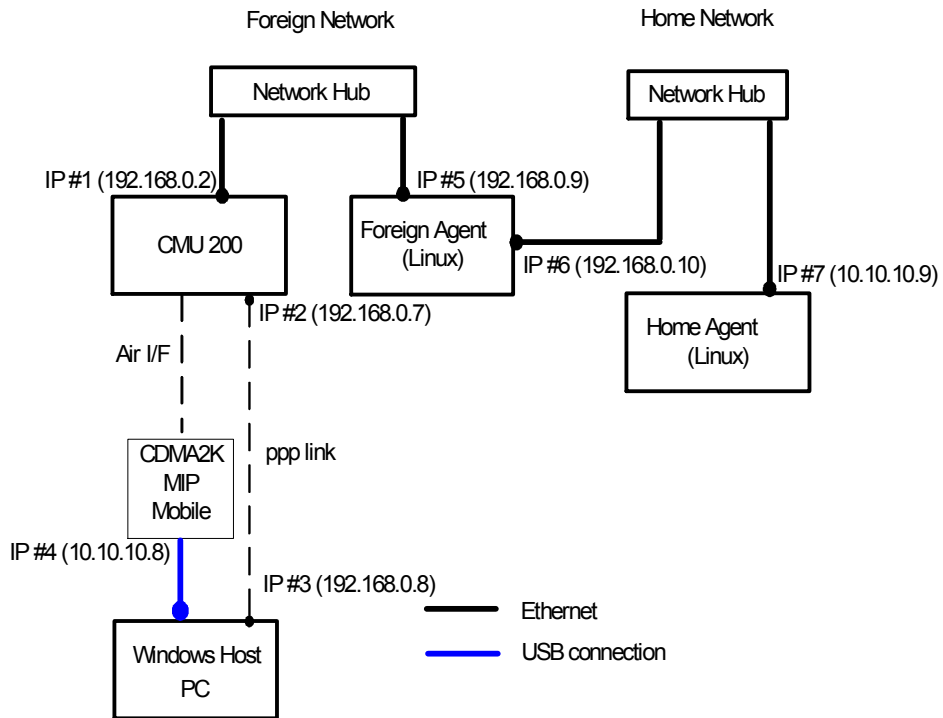 Foreign Network
Home Network
Network Hub
Network Hub
IP #1 (192.168.0.2)
IP #5 (192.168.0.9)
CMU 200
Foreign Agent
(Linux)
IP #6 (192.168.0.10)
IP #7 (10.10.10.9)
IP #2 (192.168.0.7)
Home Agent
(Linux)
Air I/F
CDMA2K
MIP
Mobile
ppp link
IP #4 (10.10.10.8)
IP #3 (192.168.0.8)
Ethernet
USB connection
Windows Host
PC